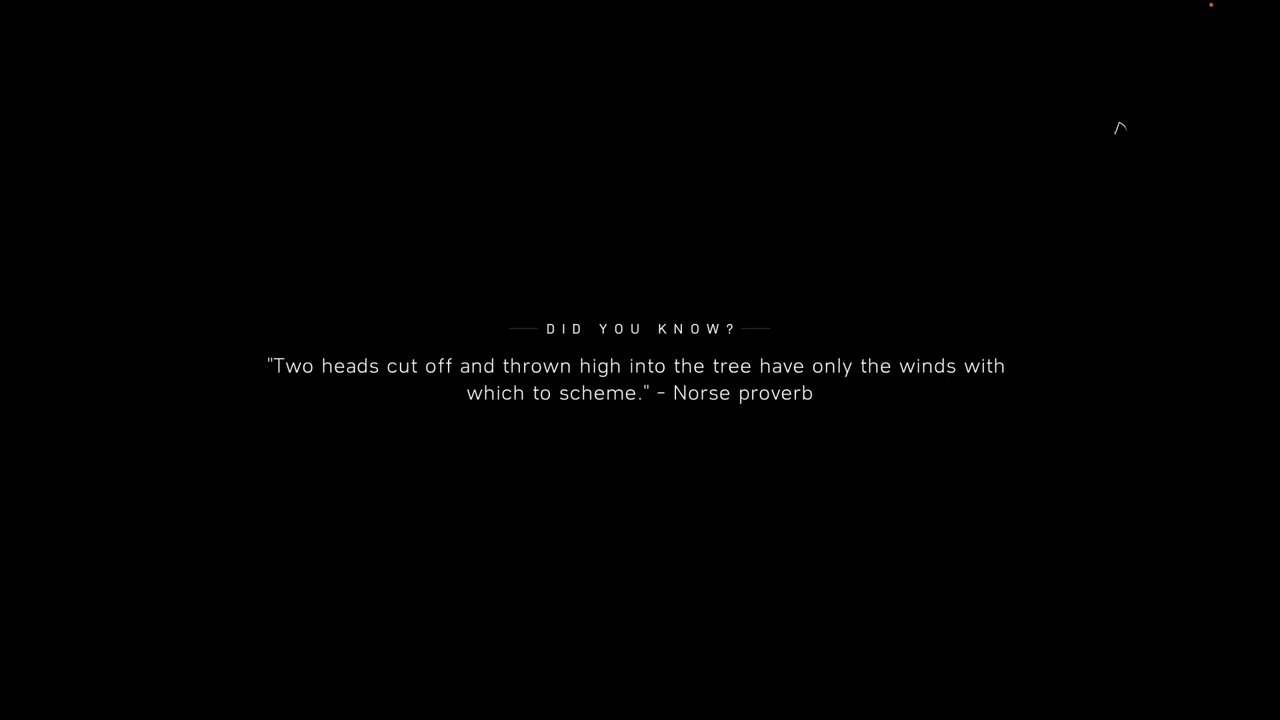 DID YOU KNOW?
"Two heads cut off and thrown high into the tree have only the winds with
which to scheme." - Norse proverb